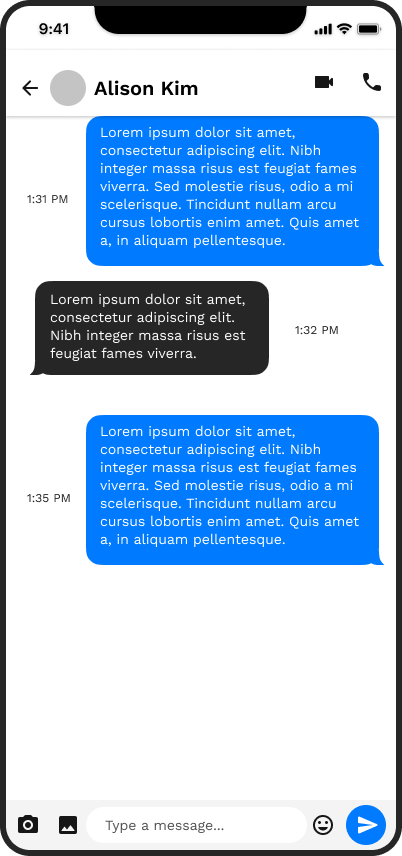 9:41
Alison Kim
Lorem ipsum dolor sit amet,
consectetur adipiscing elit. Nibh
integer massa risus est feugiat fames
viverra. Sed molestie risus, odio a mi
scelerisque. Tincidunt nullam arcu
cursus lobortis enim amet. Quis amet
a, in aliquam pellentesque.
1:31 PM
Lorem ipsum dolor sit amet,
consectetur adipiscing elit.
Nibh integer massa risus est
feugiat fames viverra.
1:32 PM
Lorem ipsum dolor sit amet,
consectetur adipiscing elit. Nibh
integer massa risus est feugiat fames
viverra. Sed molestie risus, odio a mi
scelerisque. Tincidunt nullam arcu
cursus lobortis enim amet. Quis amet
a, in aliquam pellentesque.
1:35 PM
Type a message...